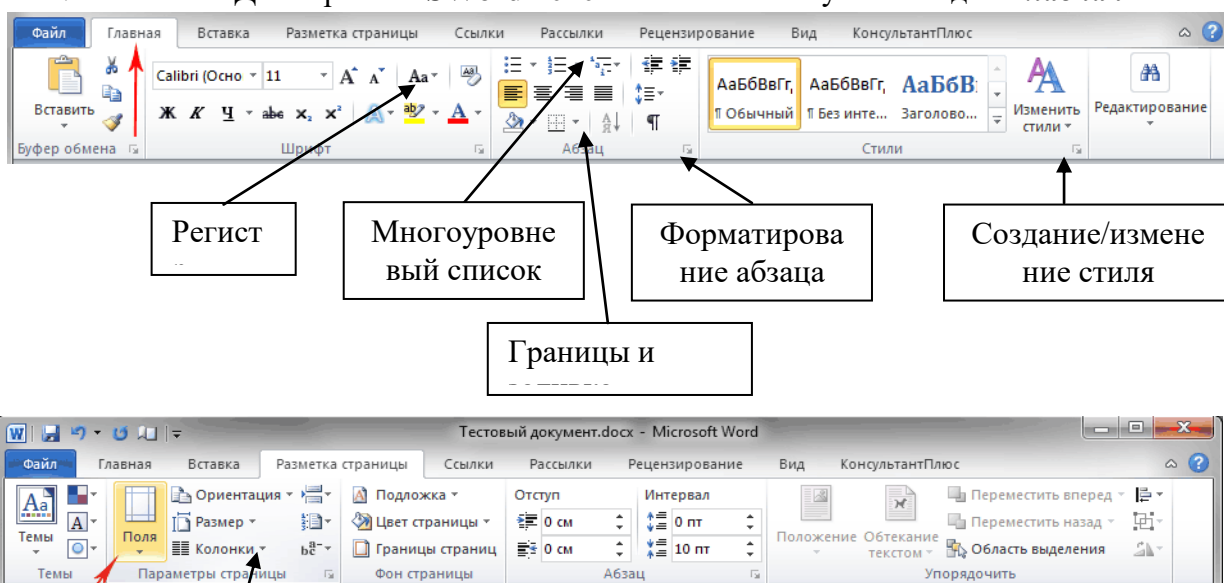 Файл Главная Вставка Разметка страницы Ссылки Рассылки Рецензирование Вид КонсультантПлюс
Calibri (Осно 11 Aa
Вставить
Ж К Ч abc x₂ x² ab A
АаБбВвГг, АаБбВвГг, АаБбВ
¶ Обычный ¶ Без инте... Заголово...
Изменить
стили
Редактирование
Буфер обмена Шрифт Абзац Стили
Регист
Многоуровне
вый список
Форматирова
ние абзаца
Создание/измене
ние стиля
Границы и
Тестовый документ.docx - Microsoft Word
Файл Главная Вставка Разметка страницы Ссылки Рассылки Рецензирование Вид КонсультантПлюс
Темы
Поля
Ориентация
Размер
Колонки
Подложка
Цвет страницы
Границы страниц
Отступ
0 см
0 см
Интервал
0 пт
10 пт
Положение
Обтекание
текстом
Переместить вперед
Переместить назад
Область выделения
Темы Параметры страницы Фон страницы Абзац Упорядочить